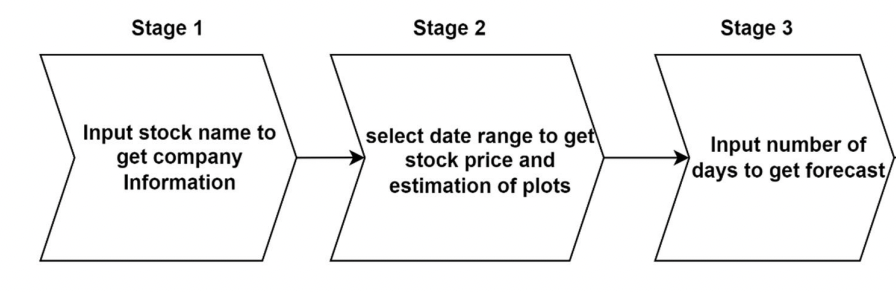 Stage 1
Stage 2
Stage 3
Input stock name to
get company
Information
select date range to get
stock price and
estimation of plots
Input number of
days to get forecast